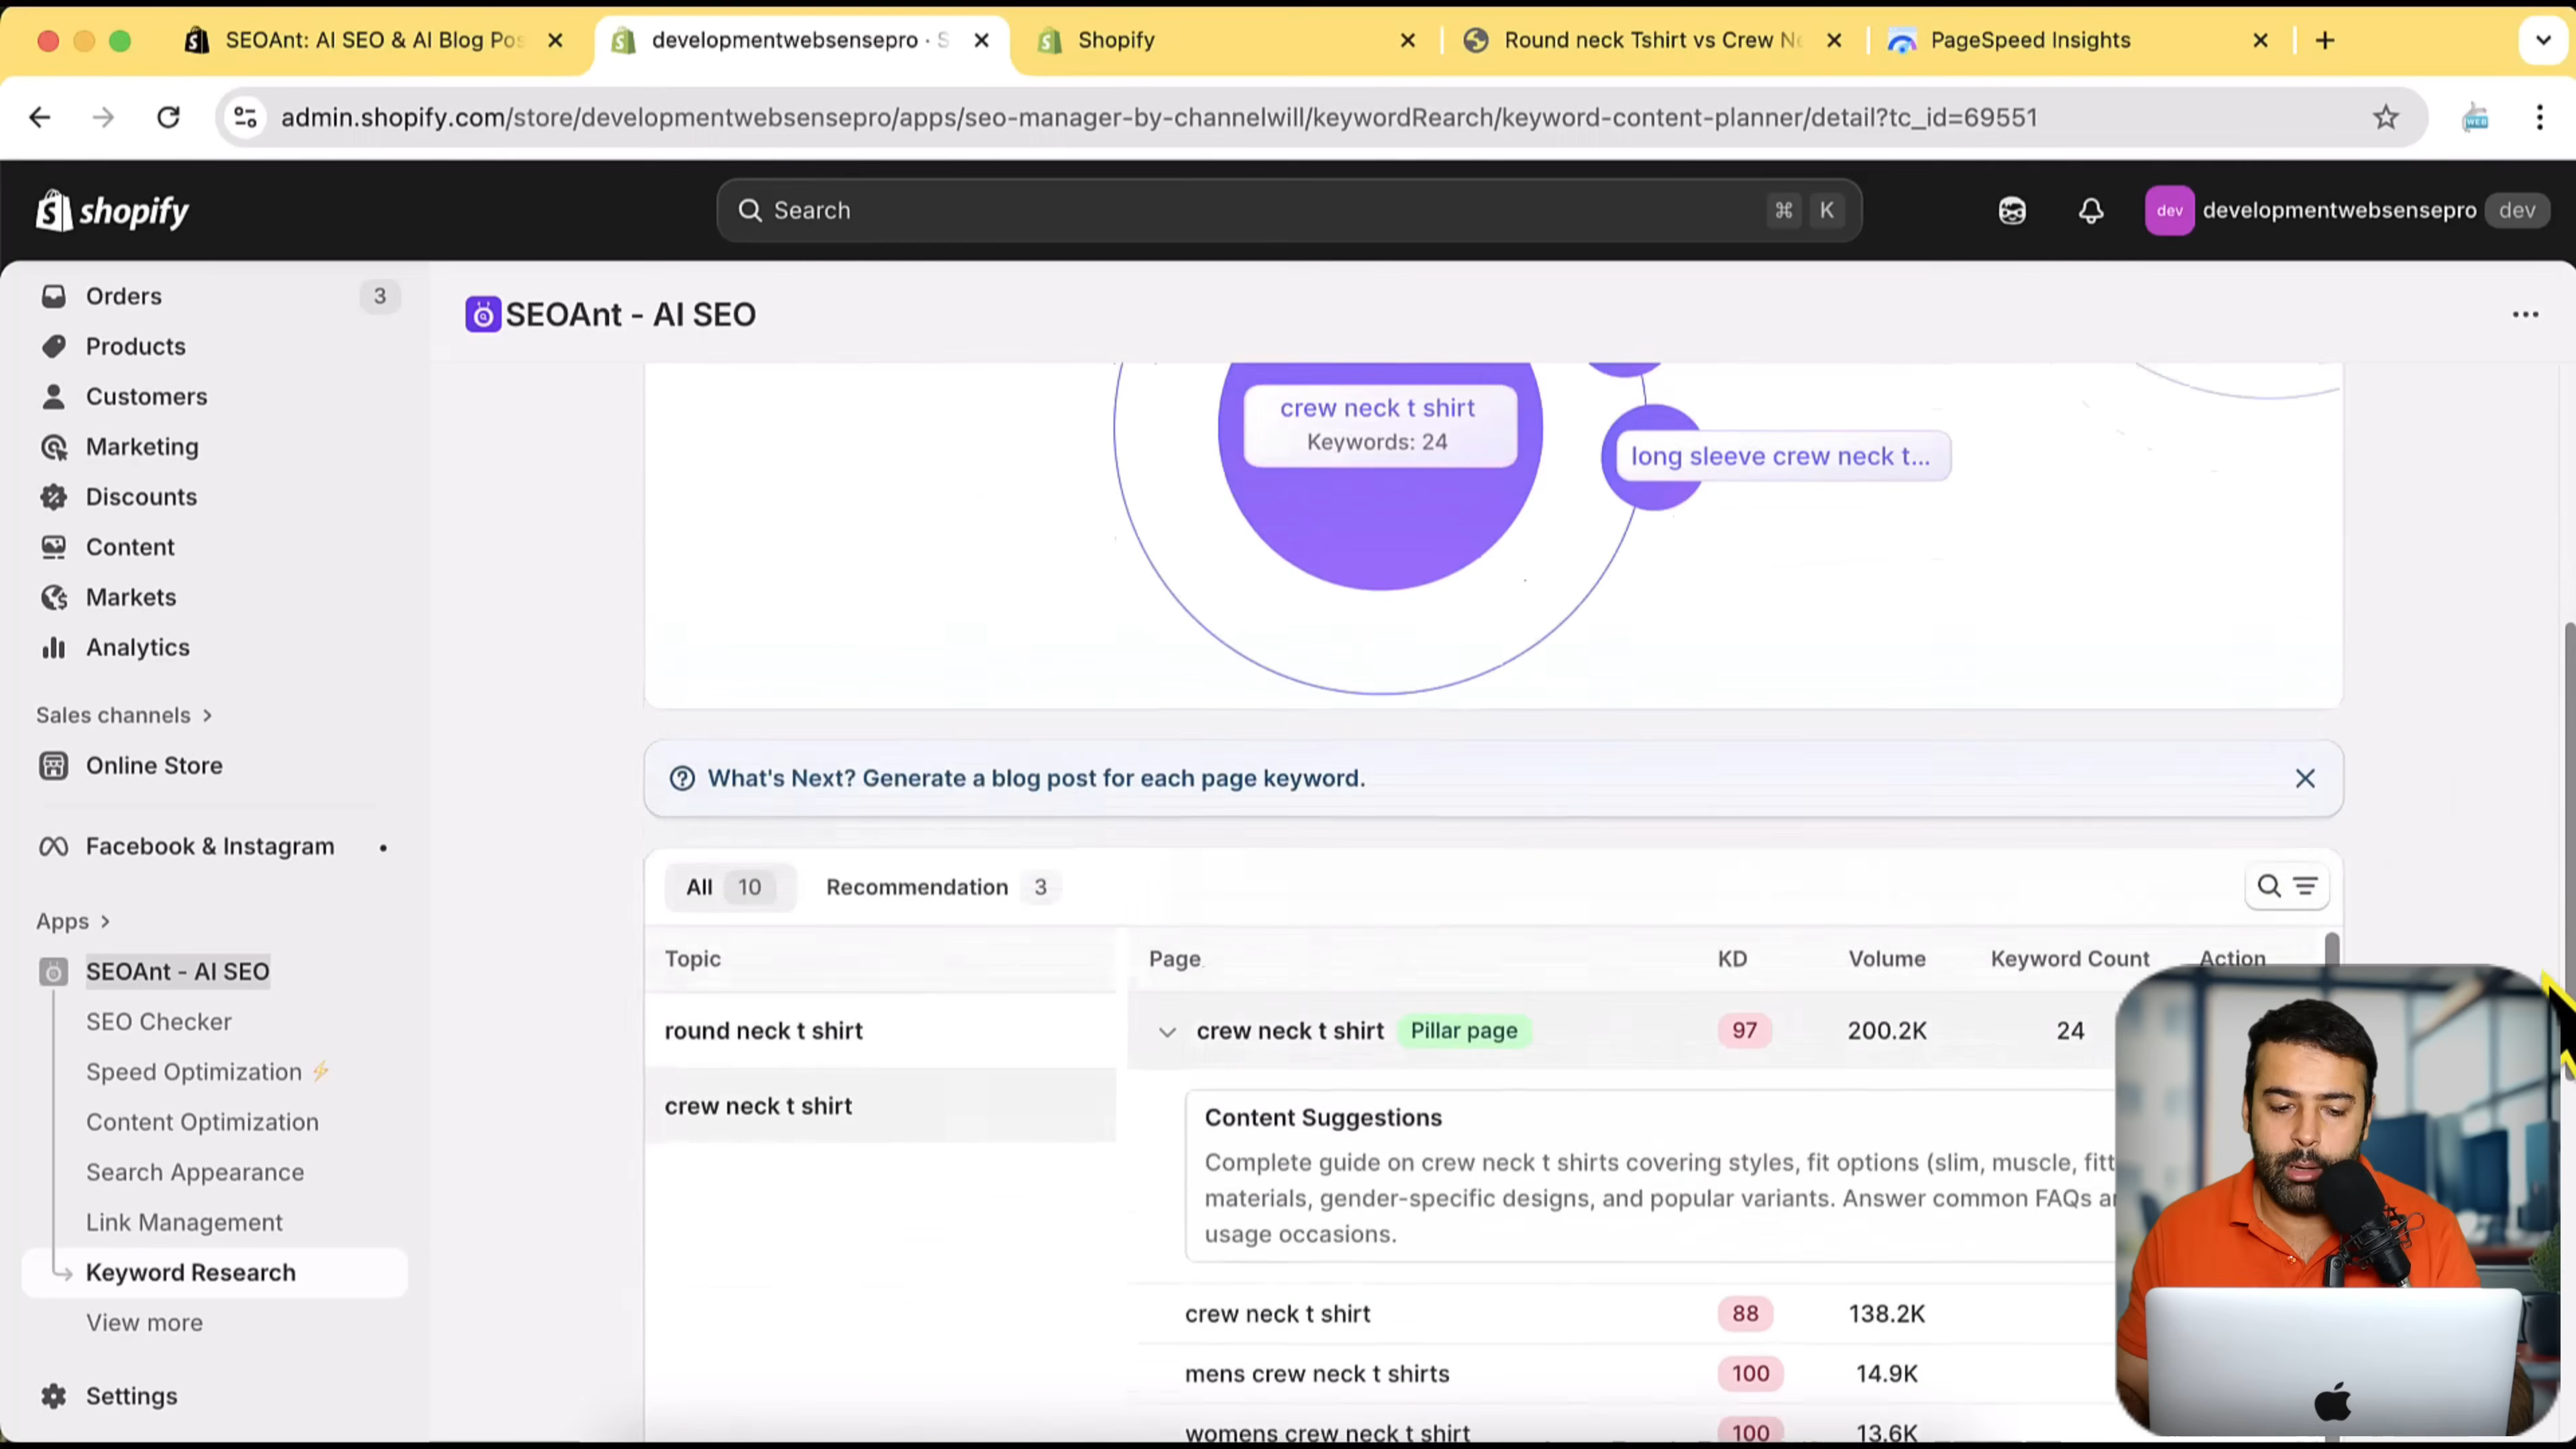 SEOAnt: AI SEO & AI Blog Pos
developmentwebsensepro · S
Shopify
Round neck Tshirt vs Crew Ne
PageSpeed Insights
admin.shopify.com/store/developmentwebsensepro/apps/seo-manager-by-channelwill/keywordRearch/keyword-content-planner/detail?tc_id=69551
WEB
shopify
Search
⌘ K
dev
developmentwebsensepro
dev
Orders 3
Products
Customers
Marketing
Discounts
Content
Markets
Analytics
Sales channels
Online Store
Facebook & Instagram
Apps
SEOAnt - AI SEO
SEO Checker
Speed Optimization
Content Optimization
Search Appearance
Link Management
Keyword Research
View more
Settings
SEOAnt - AI SEO
crew neck t shirt
Keywords: 24
long sleeve crew neck t...
What's Next? Generate a blog post for each page keyword.
All 10 Recommendation 3
Topic Page KD Volume Keyword Count Action
round neck t shirt
crew neck t shirt
crew neck t shirt Pillar page 97 200.2K 24
Content Suggestions
Complete guide on crew neck t shirts covering styles, fit options (slim, muscle, fitt
materials, gender-specific designs, and popular variants. Answer common FAQs
usage occasions.
crew neck t shirt 88 138.2K
mens crew neck t shirts 100 14.9K
womens crew neck t shirt 100 13.6K